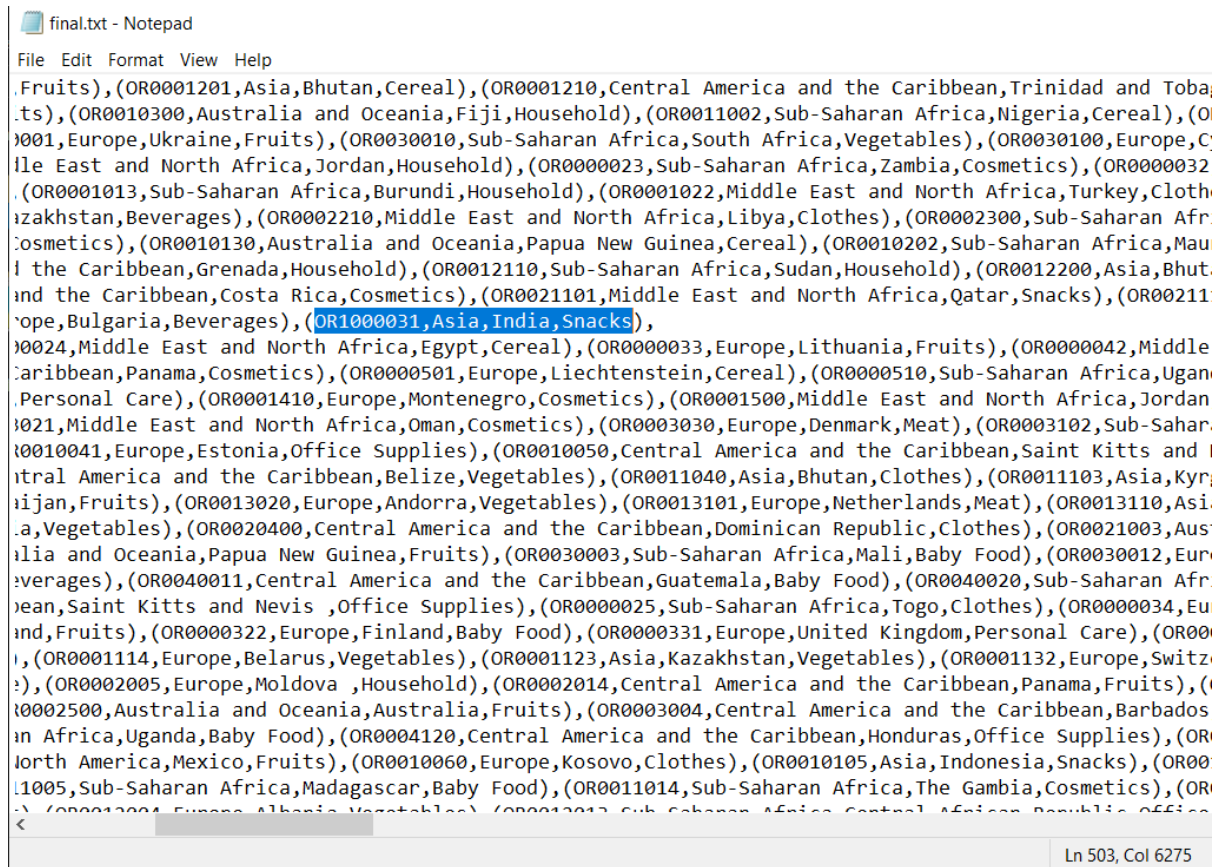 final.txt - Notepad
File Edit Format View Help
,Fruits),(OR0001201,Asia,Bhutan,Cereal),(OR0001210,Central America and the Caribbean,Trinidad and Toba
ts),(OR0010300,Australia and Oceania,Fiji,Household),(OR0011002,Sub-Saharan Africa,Nigeria,Cereal),(O
0001,Europe,Ukraine,Fruits),(OR0030010,Sub-Saharan Africa,South Africa,Vegetables),(OR0030100,Europe,Cy
dle East and North Africa,Jordan,Household),(OR0000023,Sub-Saharan Africa,Zambia,Cosmetics),(OR0000032
,(OR0001013,Sub-Saharan Africa,Burundi,Household),(OR0001022,Middle East and North Africa,Turkey,Clothe
azakhstan,Beverages),(OR0002210,Middle East and North Africa,Libya,Clothes),(OR0002300,Sub-Saharan Afri
Cosmetics),(OR0010130,Australia and Oceania,Papua New Guinea,Cereal),(OR0010202,Sub-Saharan Africa,Mau
d the Caribbean,Grenada,Household),(OR0012110,Sub-Saharan Africa,Sudan,Household),(OR0012200,Asia,Bhut
and the Caribbean,Costa Rica,Cosmetics),(OR0021101,Middle East and North Africa,Qatar,Snacks),(OR00211
rope,Bulgaria,Beverages),(OR1000031,Asia,India,Snacks),
00024,Middle East and North Africa,Egypt,Cereal),(OR0000033,Europe,Lithuania,Fruits),(OR0000042,Middle
Caribbean,Panama,Cosmetics),(OR0000501,Europe,Liechtenstein,Cereal),(OR0000510,Sub-Saharan Africa,Ugan
,Personal Care),(OR0001410,Europe,Montenegro,Cosmetics),(OR0001500,Middle East and North Africa,Jordan
3021,Middle East and North Africa,Oman,Cosmetics),(OR0003030,Europe,Denmark,Meat),(OR0003102,Sub-Sahar
R0010041,Europe,Estonia,Office Supplies),(OR0010050,Central America and the Caribbean,Saint Kitts and
ntral America and the Caribbean,Belize,Vegetables),(OR0011040,Asia,Bhutan,Clothes),(OR0011103,Asia,Kyrg
aijan,Fruits),(OR0013020,Europe,Andorra,Vegetables),(OR0013101,Europe,Netherlands,Meat),(OR0013110,Asi
a,Vegetables),(OR0020400,Central America and the Caribbean,Dominican Republic,Clothes),(OR0021003,Aust
alia and Oceania,Papua New Guinea,Fruits),(OR0030003,Sub-Saharan Africa,Mali,Baby Food),(OR0030012,Euro
everages),(OR0040011,Central America and the Caribbean,Guatemala,Baby Food),(OR0040020,Sub-Saharan Afr
bean,Saint Kitts and Nevis ,Office Supplies),(OR0000025,Sub-Saharan Africa,Togo,Clothes),(OR0000034,Eu
and,Fruits),(OR0000322,Europe,Finland,Baby Food),(OR0000331,Europe,United Kingdom,Personal Care),(OR00
),(OR0001114,Europe,Belarus,Vegetables),(OR0001123,Asia,Kazakhstan,Vegetables),(OR0001132,Europe,Switz
e),(OR0002005,Europe,Moldova ,Household),(OR0002014,Central America and the Caribbean,Panama,Fruits),(
R0002500,Australia and Oceania,Australia,Fruits),(OR0003004,Central America and the Caribbean,Barbados
an Africa,Uganda,Baby Food),(OR0004120,Central America and the Caribbean,Honduras,Office Supplies),(OR
North America,Mexico,Fruits),(OR0010060,Europe,Kosovo,Clothes),(OR0010105,Asia,Indonesia,Snacks),(OR00
11005,Sub-Saharan Africa,Madagascar,Baby Food),(OR0011014,Sub-Saharan Africa,The Gambia,Cosmetics),(OR
Ln 503, Col 6275